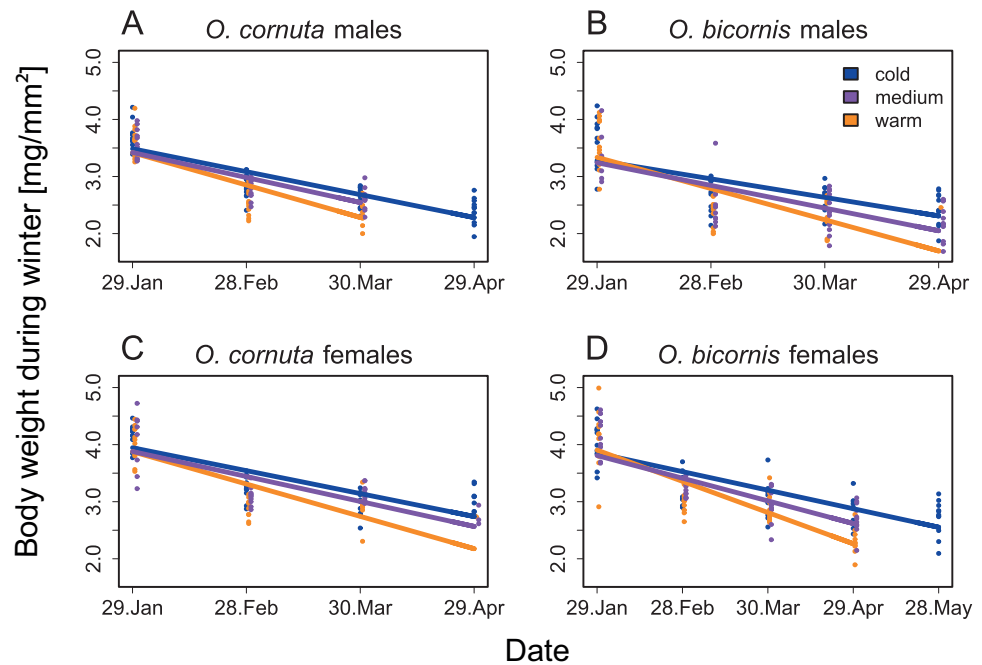 A
O. cornuta males
B
O. bicornis males
5.0
4.0
3.0
2.0
29.Jan
28.Feb
30.Mar
29.Apr
5.0
4.0
3.0
2.0
cold
medium
warm
29.Jan
28.Feb
30.Mar
29.Apr
Body weight during winter [mg/mm²]
C
O. cornuta females
D
O. bicornis females
5.0
4.0
3.0
2.0
29.Jan
28.Feb
30.Mar
29.Apr
5.0
4.0
3.0
2.0
29.Jan
28.Feb
30.Mar
29.Apr
28.May
Date